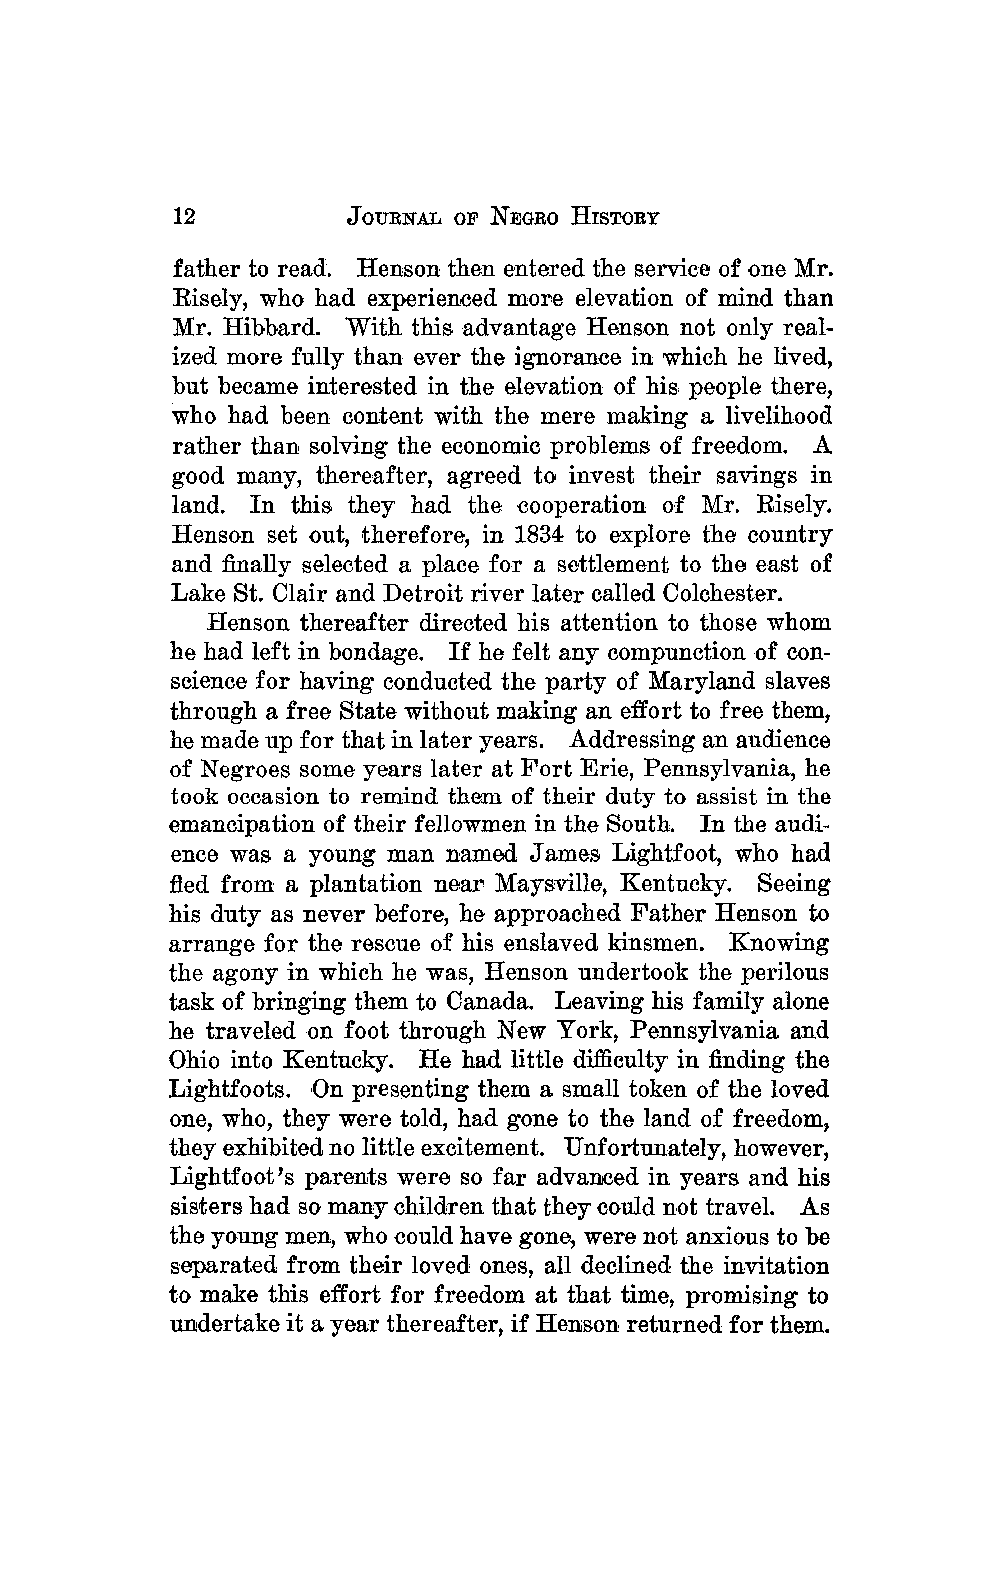 12 JOURNAL OF NEGRO HISTORY
father to read. Henson then entered the service of one Mr.
Risely, who had experienced more elevation of mind than
Mr. Hibbard. With this advantage Henson not only real-
ized more fully than ever the ignorance in which he lived,
but became interested in the elevation of his people there,
who had been content with the mere making a livelihood
rather than solving the economic problems of freedom. A
good many, thereafter, agreed to invest their savings in
land. In this they had the cooperation of Mr. Risely.
Henson set out, therefore, in 1834 to explore the country
and finally selected a place for a settlement to the east of
Lake St. Clair and Detroit river later called Colchester.
Henson thereafter directed his attention to those whom
he had left in bondage. If he felt any compunction of con-
science for having conducted the party of Maryland slaves
through a free State without making an effort to free them,
he made up for that in later years. Addressing an audience
of Negroes some years later at Fort Erie, Pennsylvania, he
took occasion to remind them of their duty to assist in the
emancipation of their fellowmen in the South. In the audi-
ence was a young man named James Lightfoot, who had
fled from a plantation near Maysville, Kentucky. Seeing
his duty as never before, he approached Father Henson to
arrange for the rescue of his enslaved kinsmen. Knowing
the agony in which he was, Henson undertook the perilous
task of bringing them to Canada. Leaving his family alone
he traveled on foot through New York, Pennsylvania and
Ohio into Kentucky. He had little difficulty in finding the
Lightfoots. On presenting them a small token of the loved
one, who, they were told, had gone to the land of freedom,
they exhibited no little excitement. Unfortunately, however,
Lightfoot's parents were so far advanced in years and his
sisters had so many children that they could not travel. As
the young men, who could have gone, were not anxious to be
separated from their loved ones, all declined the invitation
to make this effort for freedom at that time, promising to
undertake it a year thereafter, if Henson returned for them.